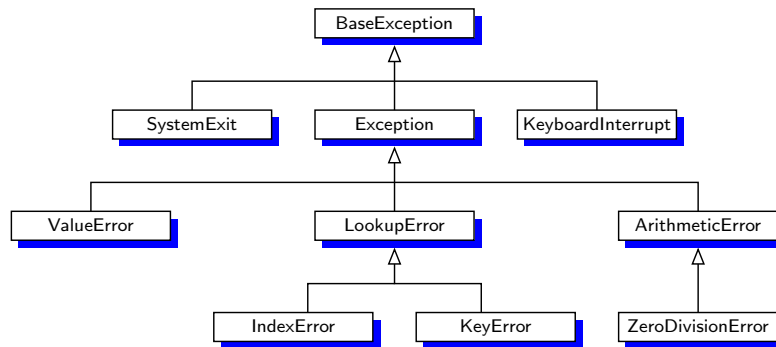 BaseException
SystemExit
Exception
KeyboardInterrupt
ValueError
LookupError
ArithmeticError
IndexError
KeyError
ZeroDivisionError